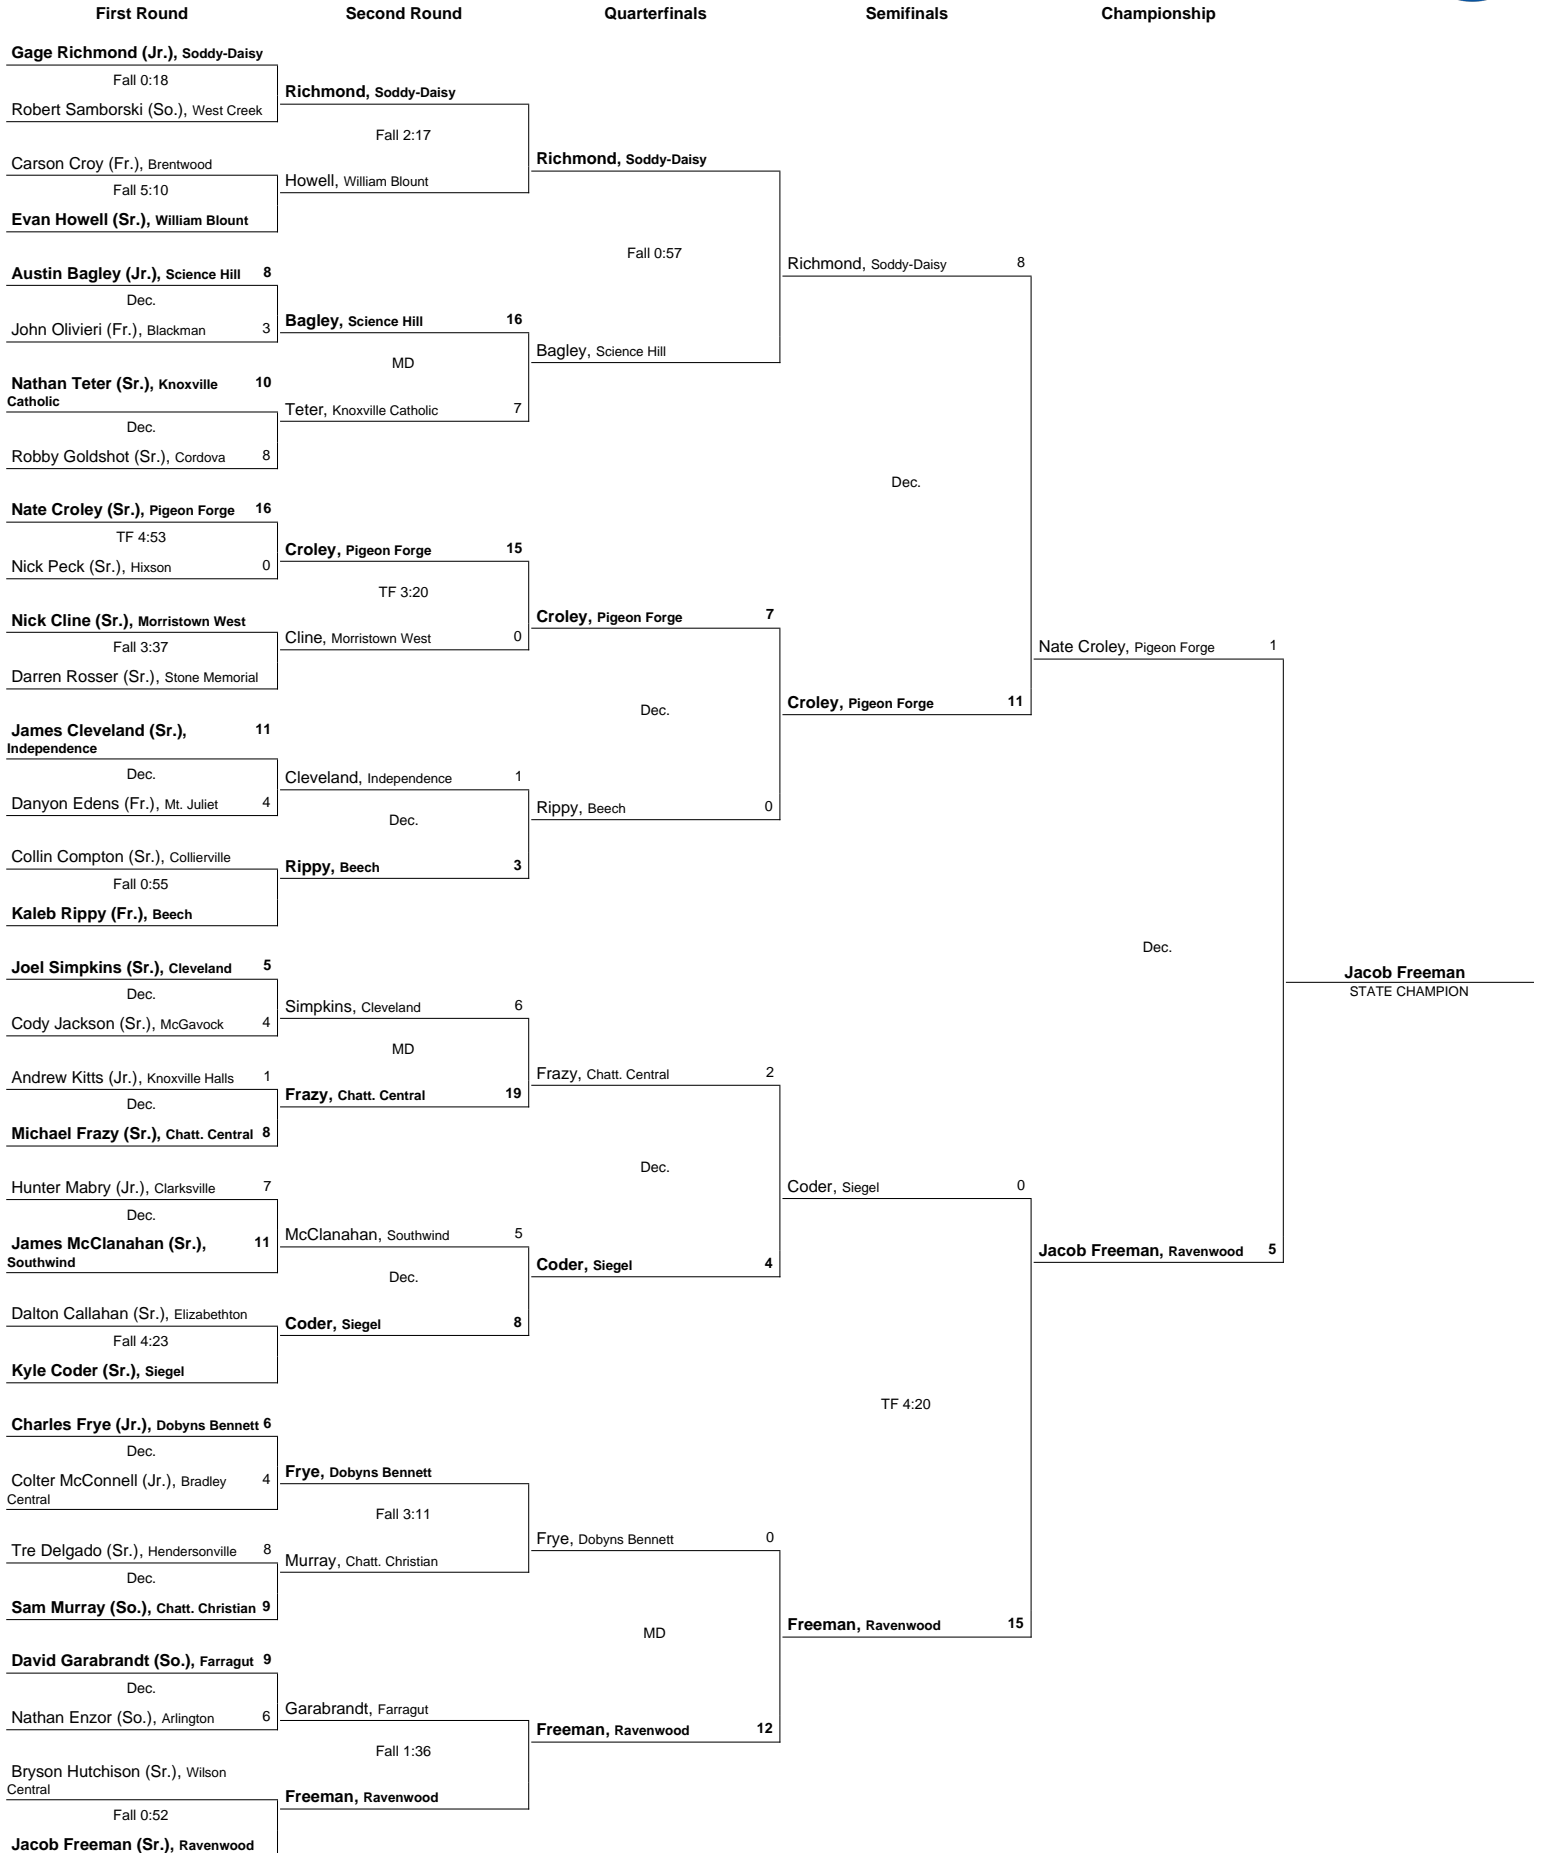 First Round
Second Round
Quarterfinals
Semifinals
Championship
Gage Richmond (Jr.), Soddy-Daisy
Fall 0:18
Robert Samborski (So.), West Creek
Carson Croy (Fr.), Brentwood
Fall 5:10
Evan Howell (Sr.), William Blount
Austin Bagley (Jr.), Science Hill 8
Dec.
John Olivieri (Fr.), Blackman 3
Nathan Teter (Sr.), Knoxville 10
Catholic
Dec.
Robby Goldshot (Sr.), Cordova 8
Nate Croley (Sr.), Pigeon Forge 16
TF 4:53
Nick Peck (Sr.), Hixson 0
Nick Cline (Sr.), Morristown West
Fall 3:37
Darren Rosser (Sr.), Stone Memorial
James Cleveland (Sr.), 11
Independence
Dec.
Danyon Edens (Fr.), Mt. Juliet 4
Collin Compton (Sr.), Collierville
Fall 0:55
Kaleb Rippy (Fr.), Beech
Joel Simpkins (Sr.), Cleveland 5
Dec.
Cody Jackson (Sr.), McGavock 4
Andrew Kitts (Jr.), Knoxville Halls 1
Dec.
Michael Frazy (Sr.), Chatt. Central 8
Hunter Mabry (Jr.), Clarksville 7
Dec.
James McClanahan (Sr.), 11
Southwind
Dalton Callahan (Sr.), Elizabethton
Fall 4:23
Kyle Coder (Sr.), Siegel
Charles Frye (Jr.), Dobyns Bennett 6
Dec.
Colter McConnell (Jr.), Bradley 4
Central
Tre Delgado (Sr.), Hendersonville 8
Dec.
Sam Murray (So.), Chatt. Christian 9
David Garabrandt (So.), Farragut 9
Dec.
Nathan Enzor (So.), Arlington 6
Bryson Hutchison (Sr.), Wilson
Central
Fall 0:52
Jacob Freeman (Sr.), Ravenwood
Richmond, Soddy-Daisy
Fall 2:17
Howell, William Blount
Bagley, Science Hill 16
MD
Teter, Knoxville Catholic 7
Croley, Pigeon Forge 15
TF 3:20
Cline, Morristown West 0
Cleveland, Independence 1
Dec.
Rippy, Beech 3
Simpkins, Cleveland 6
MD
Frazy, Chatt. Central 19
McClanahan, Southwind 5
Dec.
Coder, Siegel 8
Frye, Dobyns Bennett
Fall 3:11
Murray, Chatt. Christian
Garabrandt, Farragut
Fall 1:36
Freeman, Ravenwood
Richmond, Soddy-Daisy
Fall 0:57
Bagley, Science Hill
Croley, Pigeon Forge 7
Dec.
Rippy, Beech 0
Frazy, Chatt. Central 2
Dec.
Coder, Siegel 4
Frye, Dobyns Bennett 0
MD
Freeman, Ravenwood 12
Richmond, Soddy-Daisy 8
Dec.
Croley, Pigeon Forge 11
Coder, Siegel 0
TF 4:20
Freeman, Ravenwood 15
Nate Croley, Pigeon Forge 1
Dec.
Jacob Freeman, Ravenwood 5
Jacob Freeman
STATE CHAMPION